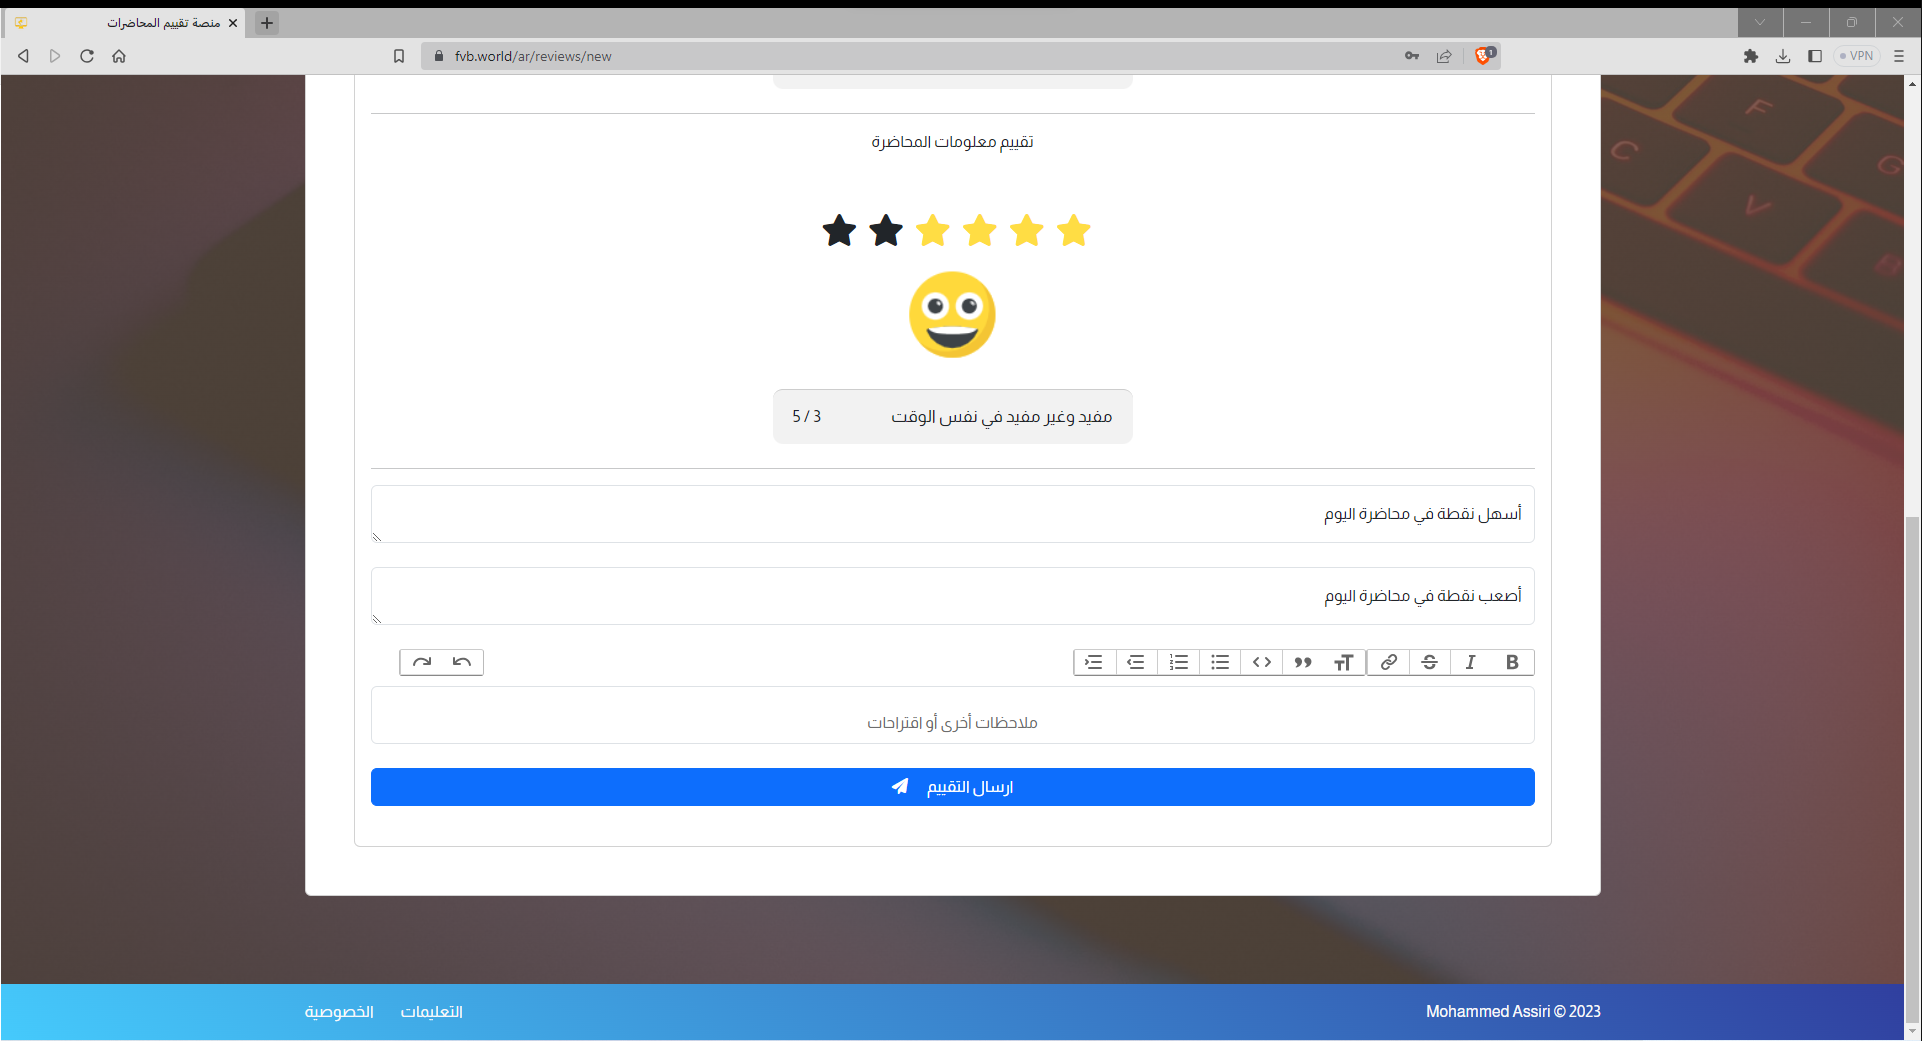 منصة تقييم المحاضرات
fvb.world/ar/reviews/new
1
VPN
تقييم معلومات المحاضرة
مفيد وغير مفيد في نفس الوقت
5 / 3
أسهل نقطة في محاضرة اليوم
أصعب نقطة في محاضرة اليوم
ملاحظات أخرى أو اقتراحات
ارسال التقييم
Mohammed Assiri © 2023
التعليمات
الخصوصية
F
G
C
V
B